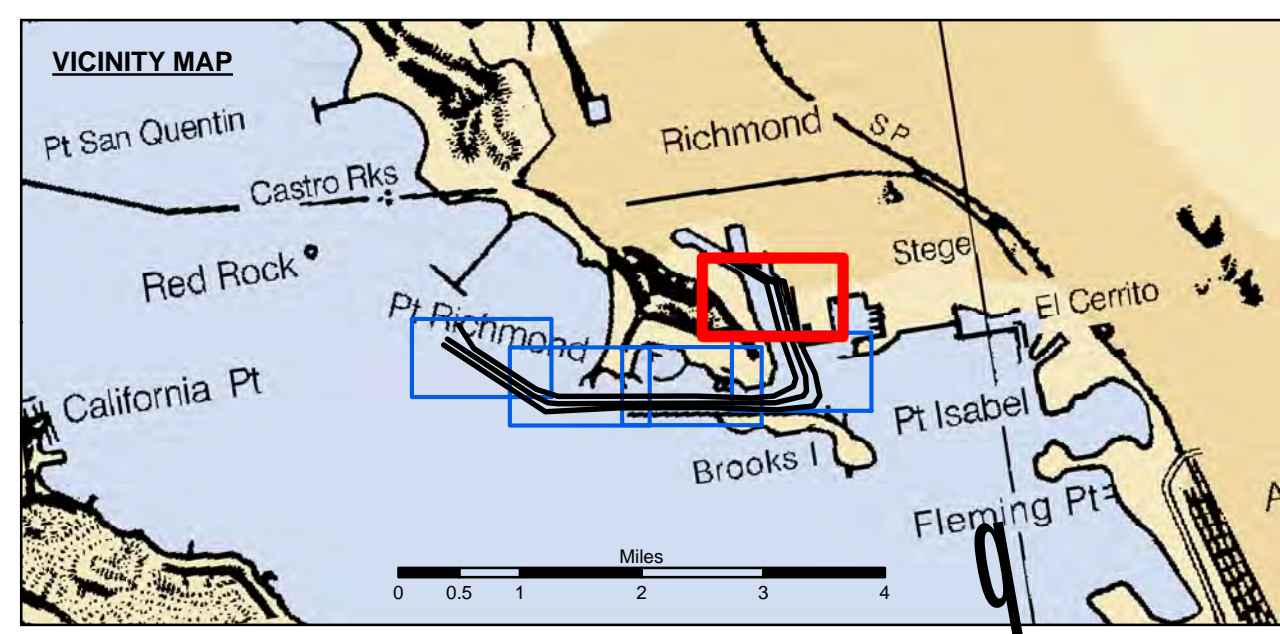 VICINITY MAP
Pt San Quentin
Richmond
S P
Castro Rks
Stege
Red Rock
El Cerrito
Pt Richmond
California Pt
Pt Isabel
Brooks I
Fleming Pt
A
Miles
0 0.5 1 2 3 4